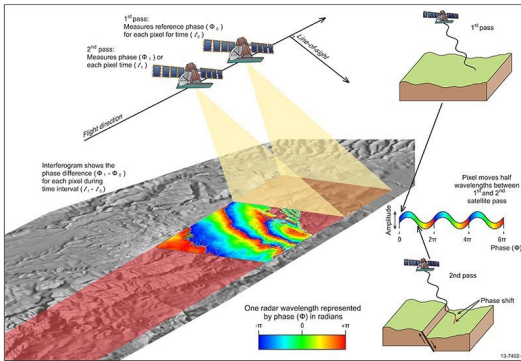 1st pass:
Measures reference phase (Φ0)
for each pixel for time (t0)
2nd pass:
Measures phase (Φ1) or
each pixel time (t1)
Line-of-sight
Flight direction
Interferogram shows the
phase difference (Φ1 - Φ0)
for each pixel during
time interval (t1 - t0)
One radar wavelength represented
by phase (Φ) in radians
-π 0 +π
1st pass
Pixel moves half
wavelengths between
1st and 2nd
satellite pass
Amplitude
0 2π 4π 6π
Phase (Φ)
2nd pass
Phase shift
13-7402-